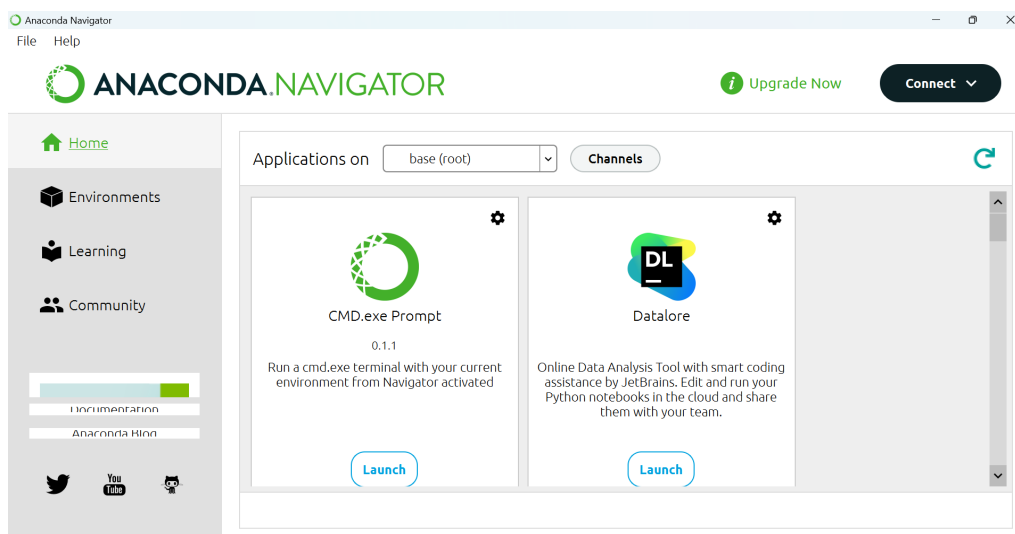 Anaconda Navigator
File Help
ANACONDA.NAVIGATOR
i Upgrade Now
Connect
Home
Environments
Learning
Community
Documentation
Anaconda Blog
You
Tube
Applications on base (root) Channels
CMD.exe Prompt
0.1.1
Run a cmd.exe terminal with your current
environment from Navigator activated
Launch
DL
Datalore
Online Data Analysis Tool with smart coding
assistance by JetBrains. Edit and run your
Python notebooks in the cloud and share
them with your team.
Launch